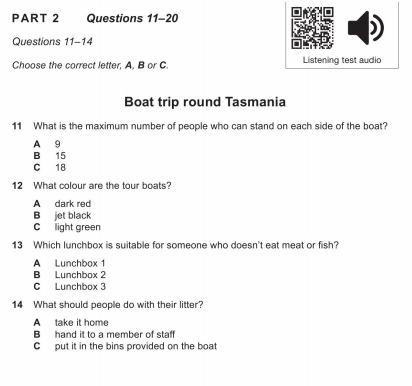 PART 2 Questions 11–20
Listening test audio
Questions 11–14
Choose the correct letter, A, B or C.
Boat trip round Tasmania
11 What is the maximum number of people who can stand on each side of the boat?
A 9
B 15
C 18
12 What colour are the tour boats?
A dark red
B jet black
C light green
13 Which lunchbox is suitable for someone who doesn't eat meat or fish?
A Lunchbox 1
B Lunchbox 2
C Lunchbox 3
14 What should people do with their litter?
A take it home
B hand it to a member of staff
C put it in the bins provided on the boat